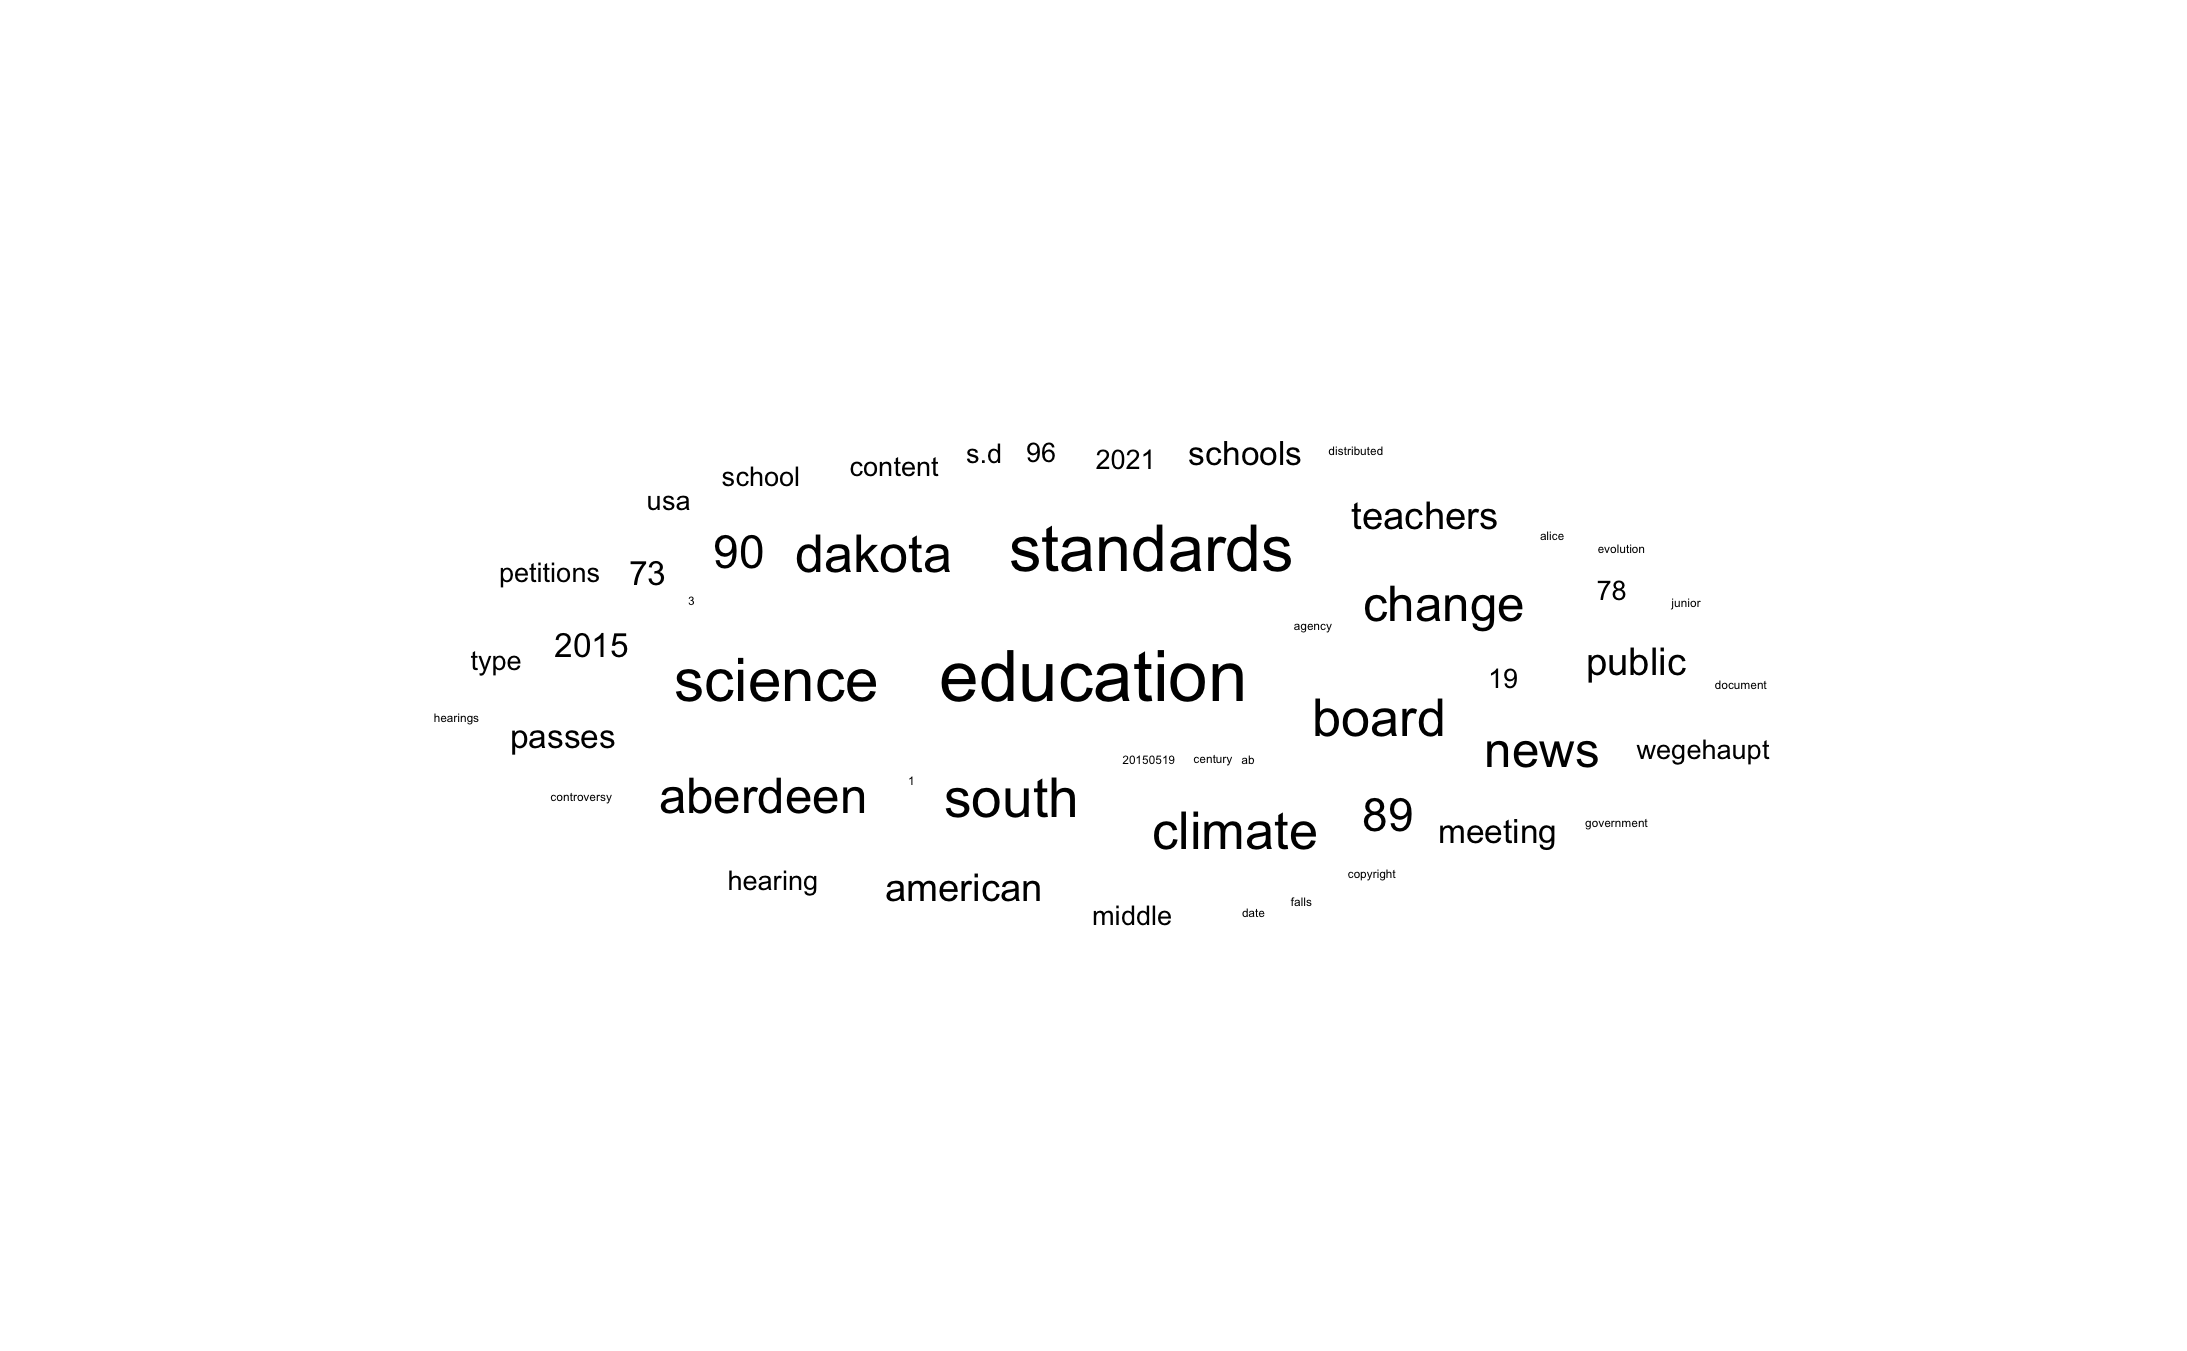 s.d 96 2021 schools distributed
school content
usa teachers
alice
evolution
90 dakota standards
petitions 73 change 78
3 junior
agency
type 2015 public
science education 19 document
hearings board
passes news wegehaupt
20150519 century ab
controversy aberdeen 1 south
climate 89 meeting government
hearing american copyright
middle date falls